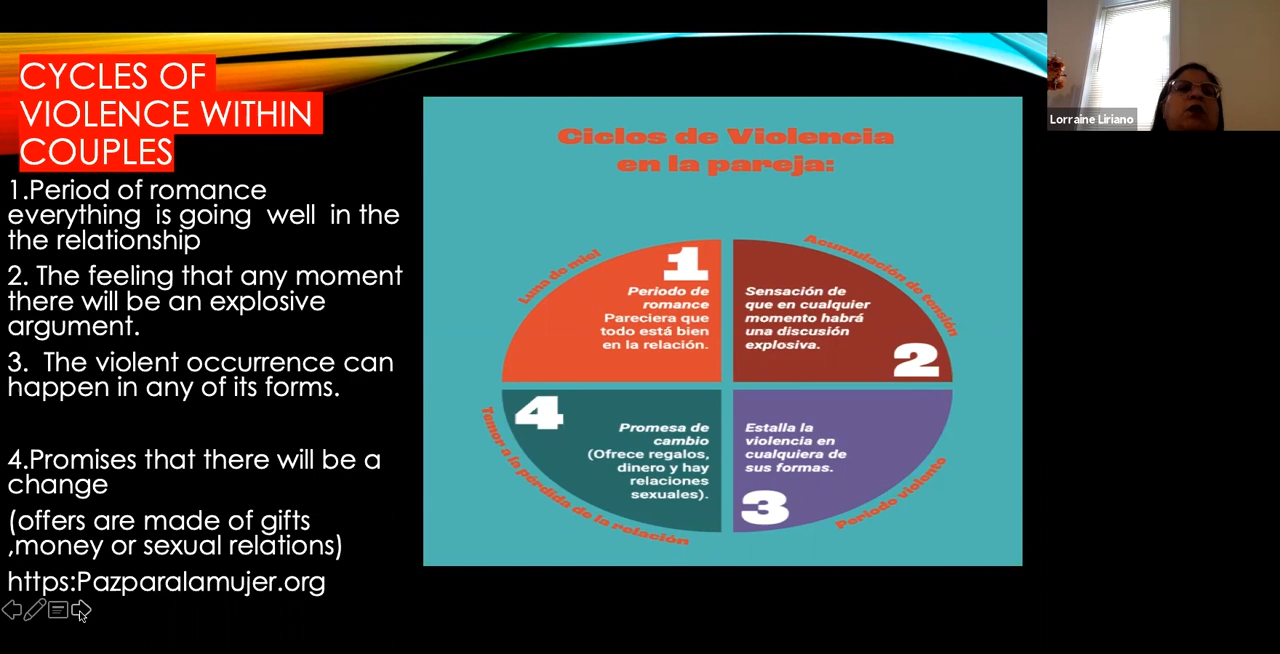 CYCLES OF
VIOLENCE WITHIN
COUPLES
1.Period of romance
everything is going well in the
the relationship
2. The feeling that any moment
there will be an explosive
argument.
3. The violent occurrence can
happen in any of its forms.
4.Promises that there will be a
change
(offers are made of gifts
,money or sexual relations)
https:Pazparalamujer.org
Ciclos de Violencia
en la pareja:
Luna de miel
1
Periodo de
romance
Pareciera que
todo está bien
en la relación.
Acumulación de tensión
Sensación de
que en cualquier
momento habrá
una discusión
explosiva.
2
4
Promesa de
cambio
(Ofrece regalos,
dinero y hay
relaciones
sexuales).
Temor a la pérdida de la relación
Estalla la
violencia en
cualquiera de
sus formas.
3
Periodo violento
Lorraine Liriano